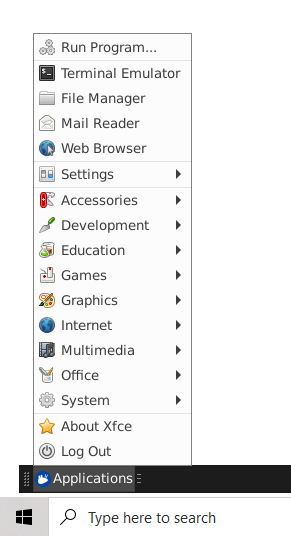 Run Program...
Terminal Emulator
File Manager
Mail Reader
Web Browser
Settings
Accessories
Development
Education
Games
Graphics
Internet
Multimedia
Office
System
About Xfce
Log Out
Applications
Type here to search